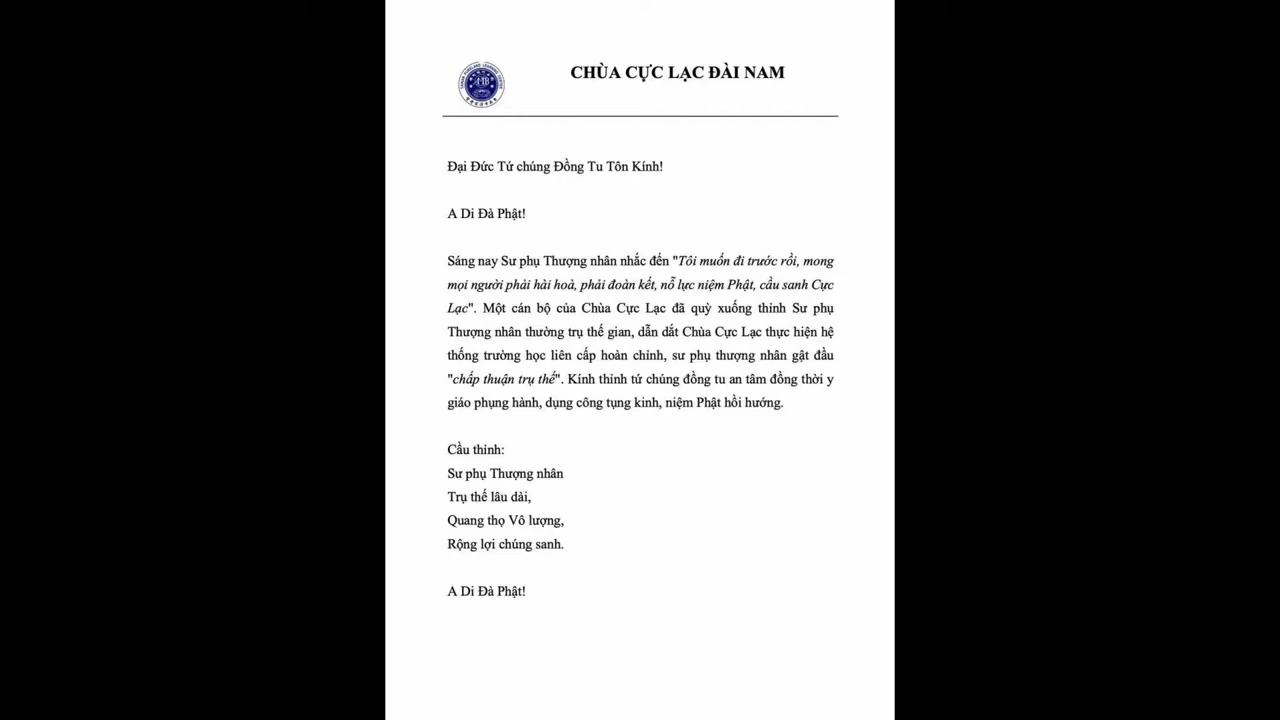 CHÙA CỰC LẠC ĐÀI NAM
Đại Đức Tứ chúng Đồng Tu Tôn Kính!
A Di Đà Phật!
Sáng nay Sư phụ Thượng nhân nhắc đến "Tôi muốn đi trước rồi, mong
mọi người phải hài hoà, phải đoàn kết, nỗ lực niệm Phật, cầu sanh Cực
Lạc". Một cán bộ của Chùa Cực Lạc đã quỳ xuống thỉnh Sư phụ
Thượng nhân thường trụ thế gian, dẫn dắt Chùa Cực Lạc thực hiện hệ
thống trường học liên cấp hoàn chỉnh, sư phụ thượng nhân gật đầu
"chấp thuận trụ thế". Kính thỉnh tứ chúng đồng tu an tâm đồng thời y
giáo phụng hành, dụng công tụng kinh, niệm Phật hồi hướng.
Cầu thỉnh:
Sư phụ Thượng nhân
Trụ thế lâu dài,
Quang thọ Vô lượng,
Rộng lợi chúng sanh.
A Di Đà Phật!